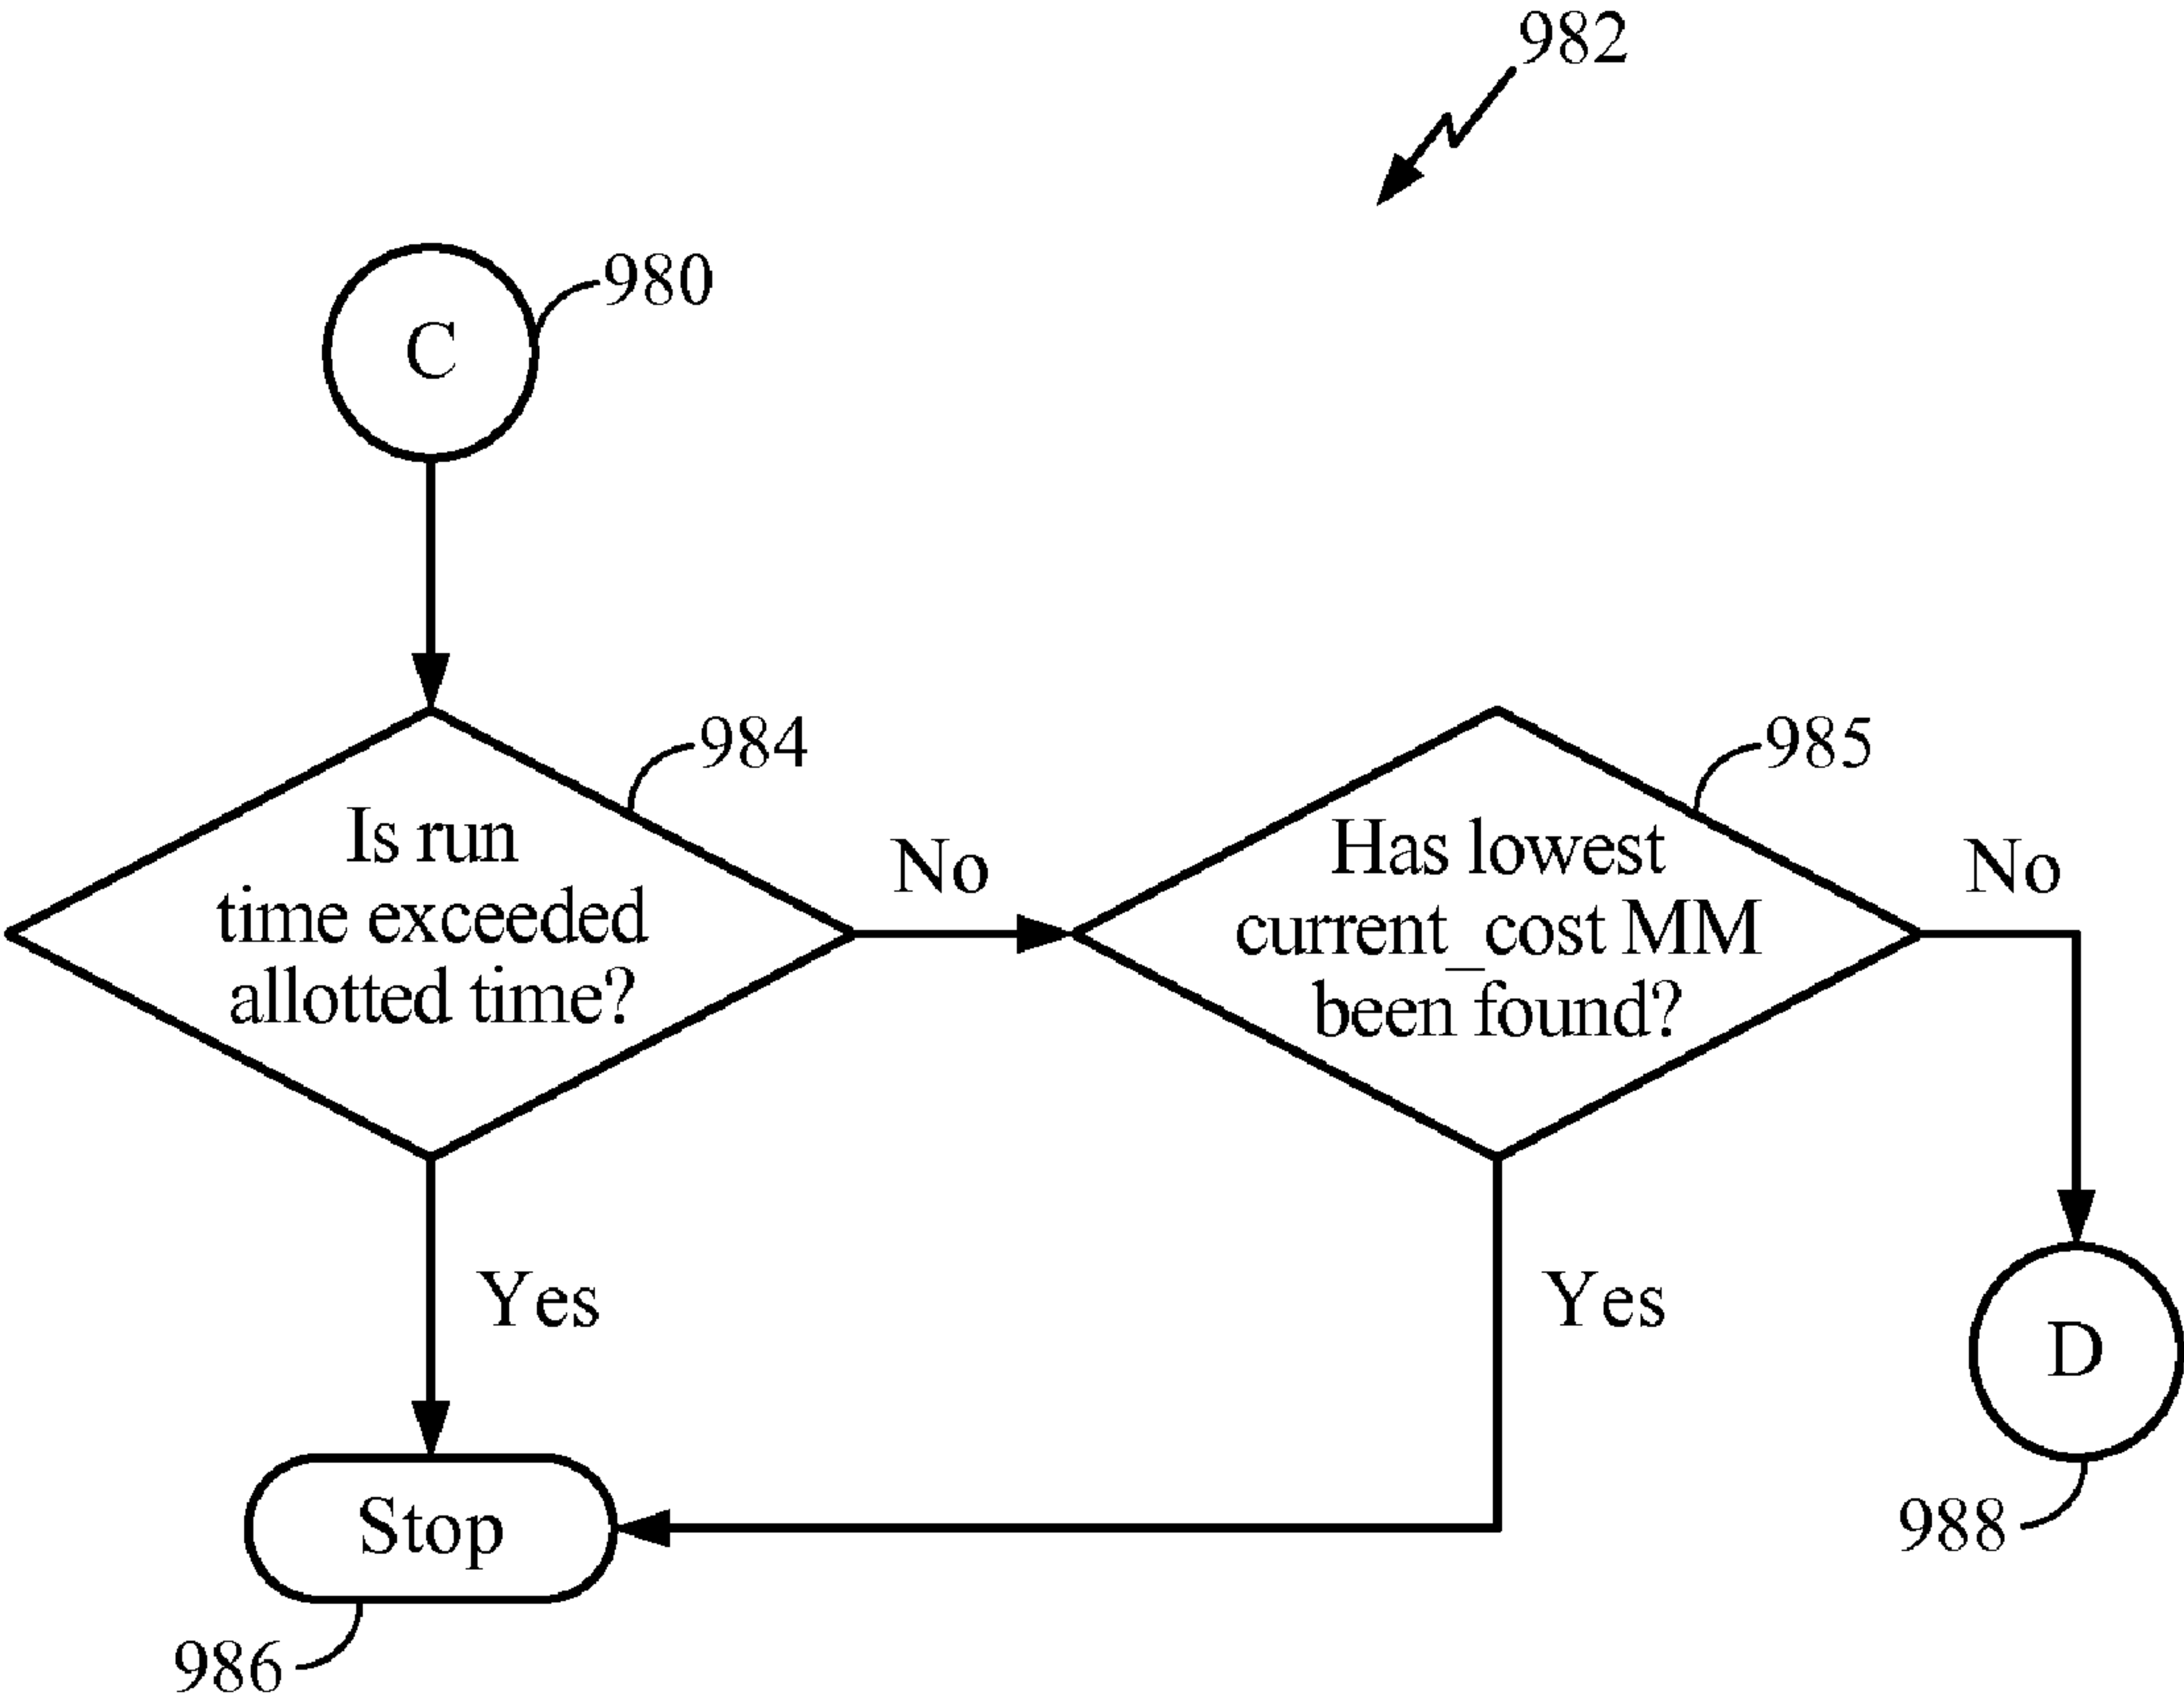 982
980
C
984
985
Is run
time exceeded
allotted time?
No
Has lowest
current_cost MM
been found?
No
Yes
Yes
D
Stop
988
986